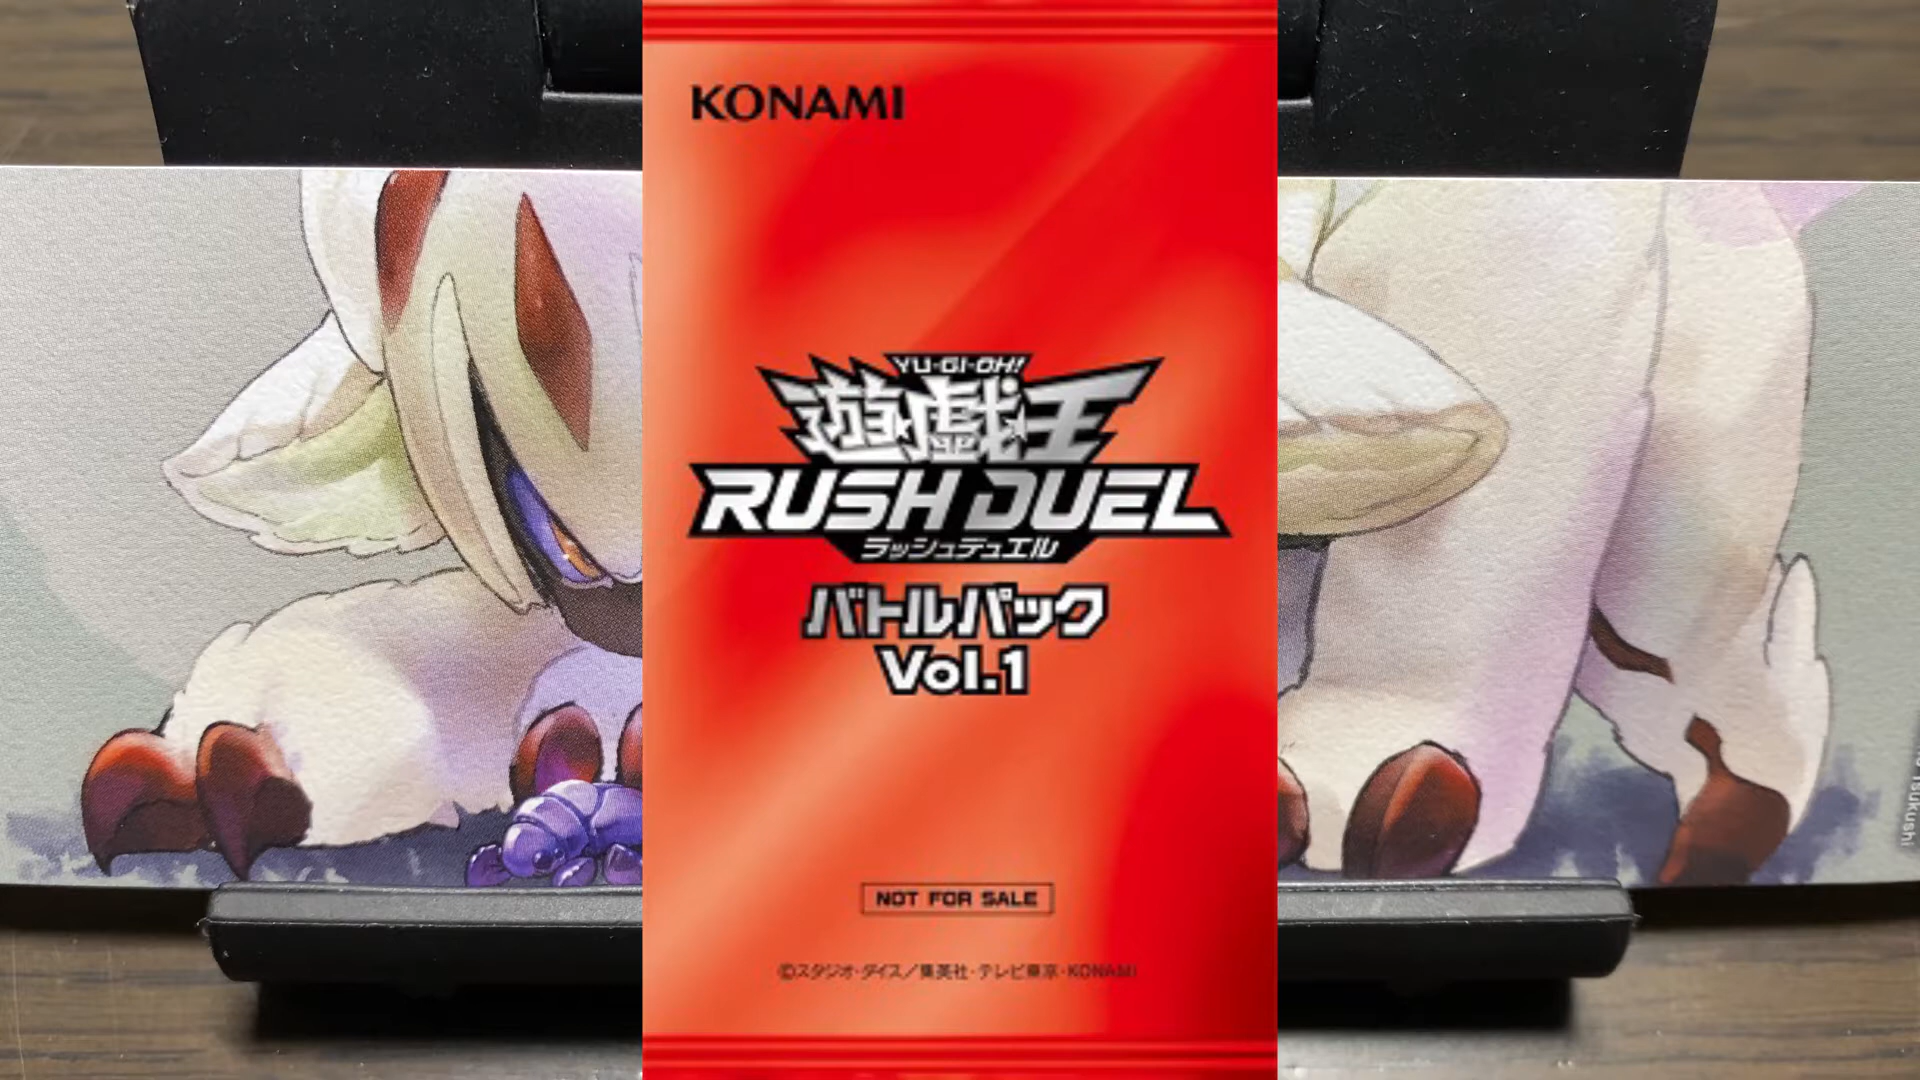 KONAMI
YU-GI-OH!
遊☆戯☆王
RUSH DUEL
ラッシュデュエル
バトルパック
Vol.1
NOT FOR SALE
©スタジオ・ダイス／集英社・テレビ東京・KONAMI
Tsukushi